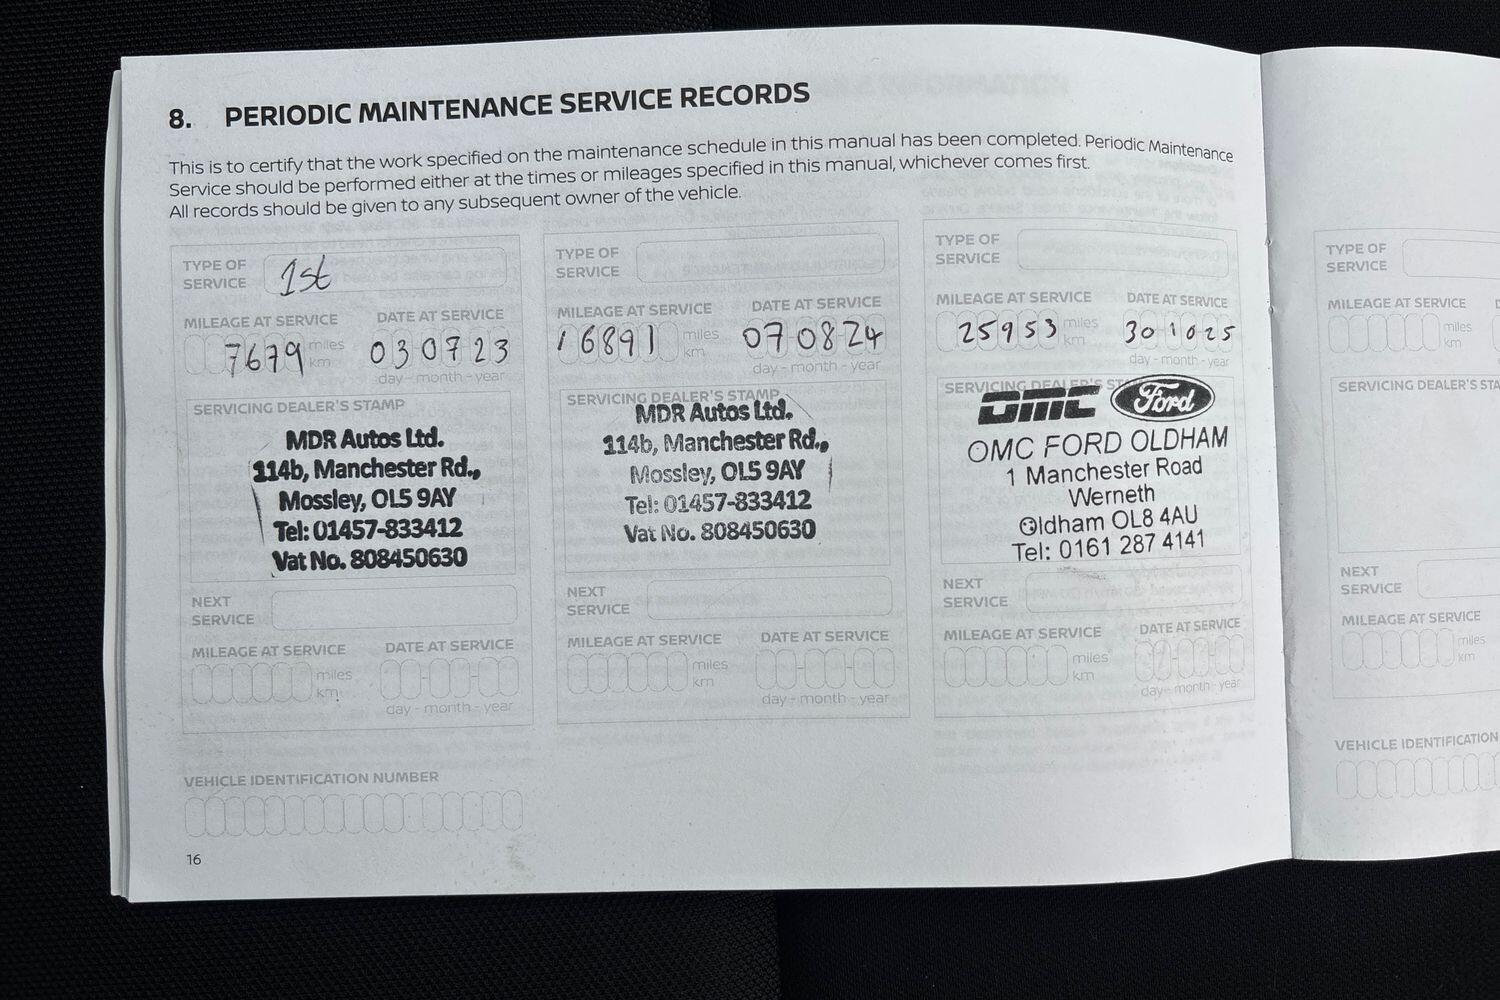 8. PERIODIC MAINTENANCE SERVICE RECORDS
This is to certify that the work specified on the maintenance schedule in this manual has been completed. Periodic Maintenance
Service should be performed either at the times or mileages specified in this manual, whichever comes first.
All records should be given to any subsequent owner of the vehicle.
TYPE OF
SERVICE
1st
MILEAGE AT SERVICE
DATE AT SERVICE
7679
miles
km
030723
day - month - year
SERVICING DEALER'S STAMP
MDR Autos Ltd.
114b, Manchester Rd.,
Mossley, OL5 9AY
Tel: 01457-833412
Vat No. 808450630
NEXT
SERVICE
MILEAGE AT SERVICE
DATE AT SERVICE
miles
km
day - month - year
TYPE OF
SERVICE
MILEAGE AT SERVICE
DATE AT SERVICE
16891
miles
km
070824
day - month - year
SERVICING DEALER'S STAMP
MDR Autos Ltd.
114b, Manchester Rd.,
Mossley, OL5 9AY
Tel: 01457-833412
Vat No. 808450630
NEXT
SERVICE
MILEAGE AT SERVICE
DATE AT SERVICE
miles
km
day - month - year
TYPE OF
SERVICE
MILEAGE AT SERVICE
DATE AT SERVICE
25953
miles
km
301025
day - month - year
SERVICING DEALER'S STAMP
OMC Ford
OMC FORD OLDHAM
1 Manchester Road
Werneth
Oldham OL8 4AU
Tel: 0161 287 4141
NEXT
SERVICE
MILEAGE AT SERVICE
DATE AT SERVICE
miles
km
day - month - year
VEHICLE IDENTIFICATION NUMBER
16
TYPE OF
SERVICE
MILEAGE AT SERVICE
miles
km
SERVICING DEALER'S STA
NEXT
SERVICE
MILEAGE AT SERVICE
miles
km
VEHICLE IDENTIFICATION